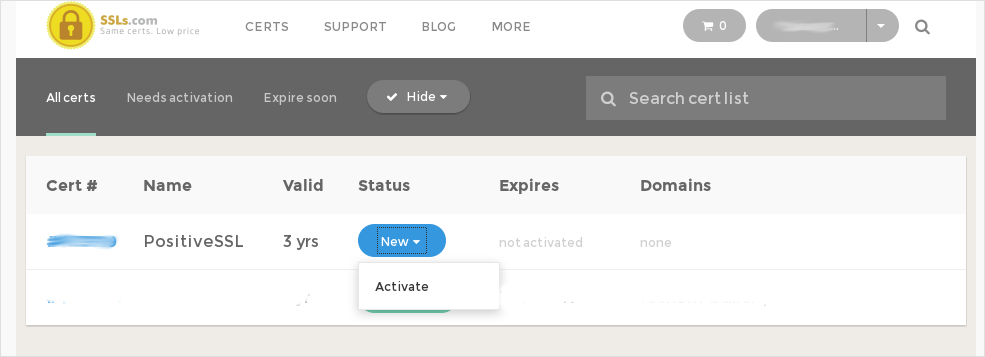 SSLs.com
Same certs. Low price
CERTS SUPPORT BLOG MORE
0
All certs Needs activation Expire soon Hide Search cert list
Cert # Name Valid Status Expires Domains
PositiveSSL 3 yrs New not activated none
Activate